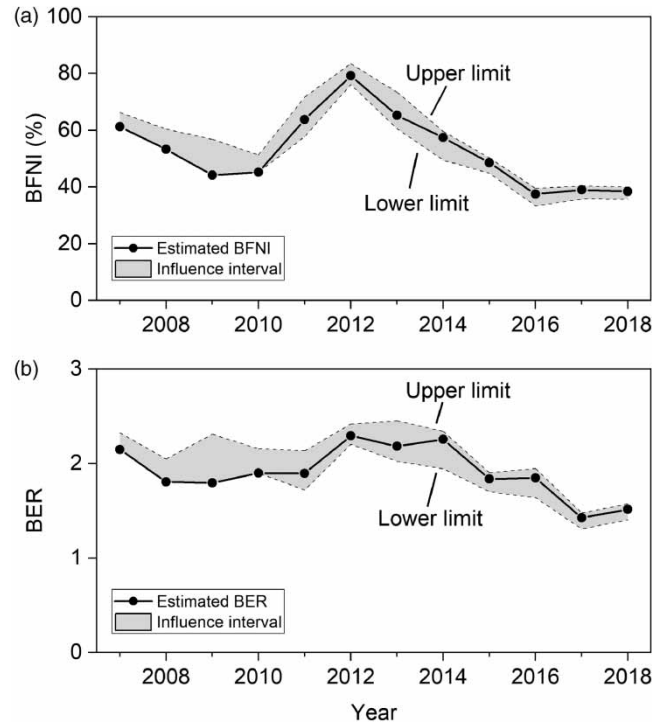 (a)
100
80
60
40
20
0
BFNI (%)
Upper limit
Lower limit
Estimated BFNI
Influence interval
2008 2010 2012 2014 2016 2018
(b)
3
2
1
0
BER
Upper limit
Lower limit
Estimated BER
Influence interval
2008 2010 2012 2014 2016 2018
Year